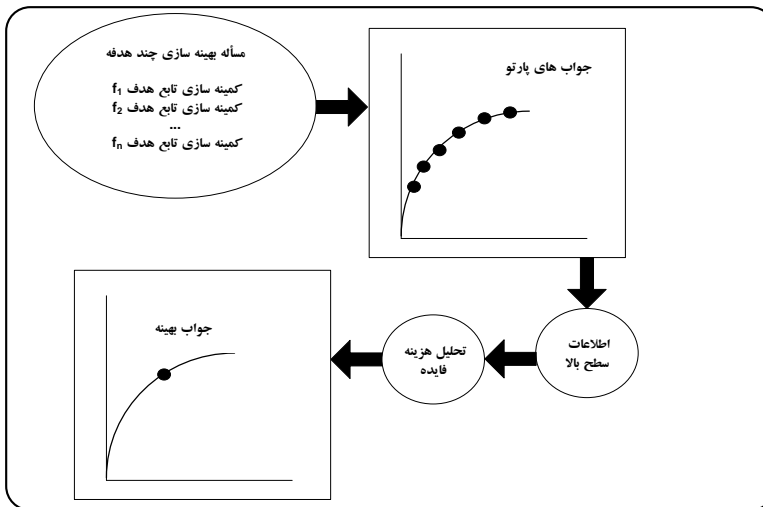 مسأله بهینه سازی چند هدفه
کمینه سازی تابع هدف f1
کمینه سازی تابع هدف f2
...
کمینه سازی تابع هدف fn
جواب های پارتو
اطلاعات
سطح بالا
تحلیل هزینه
فایده
جواب بهینه